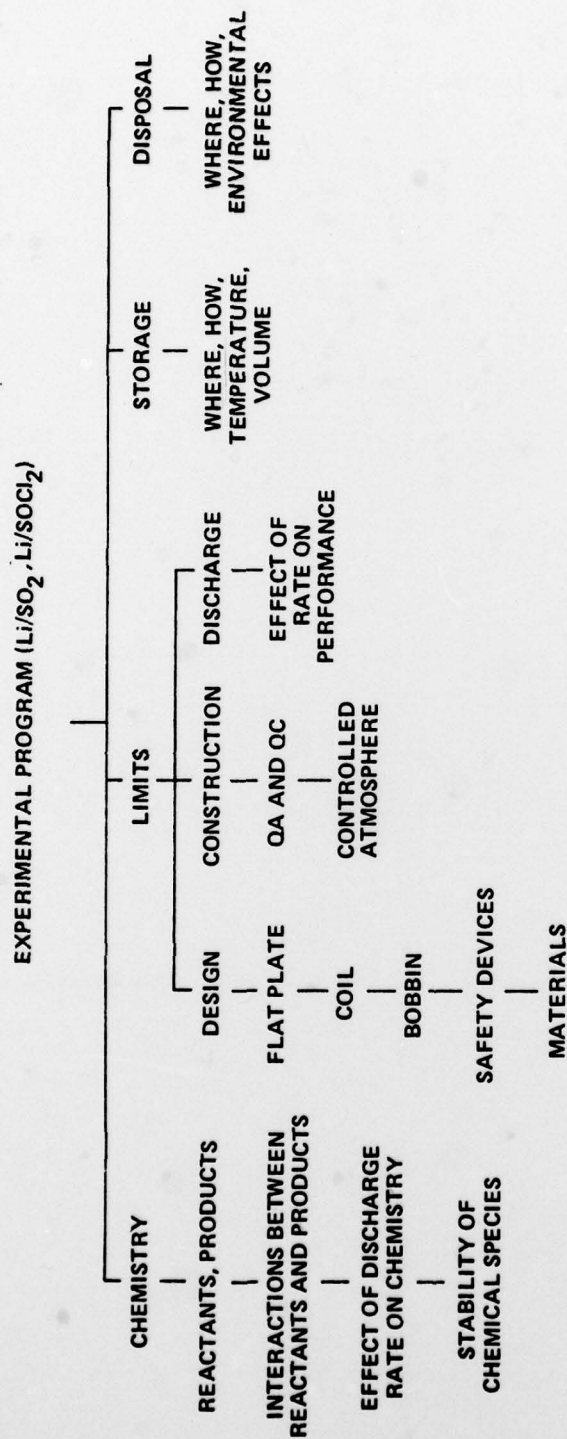 EXPERIMENTAL PROGRAM (Li/SO₂, Li/SOCl₂)
CHEMISTRY
REACTANTS, PRODUCTS
INTERACTIONS BETWEEN
REACTANTS AND PRODUCTS
EFFECT OF DISCHARGE
RATE ON CHEMISTRY
STABILITY OF
CHEMICAL SPECIES
LIMITS
DESIGN
FLAT PLATE
COIL
BOBBIN
SAFETY DEVICES
MATERIALS
CONSTRUCTION
QA AND QC
CONTROLLED
ATMOSPHERE
DISCHARGE
EFFECT OF
RATE ON
PERFORMANCE
STORAGE
WHERE, HOW,
TEMPERATURE,
VOLUME
DISPOSAL
WHERE, HOW,
ENVIRONMENTAL
EFFECTS